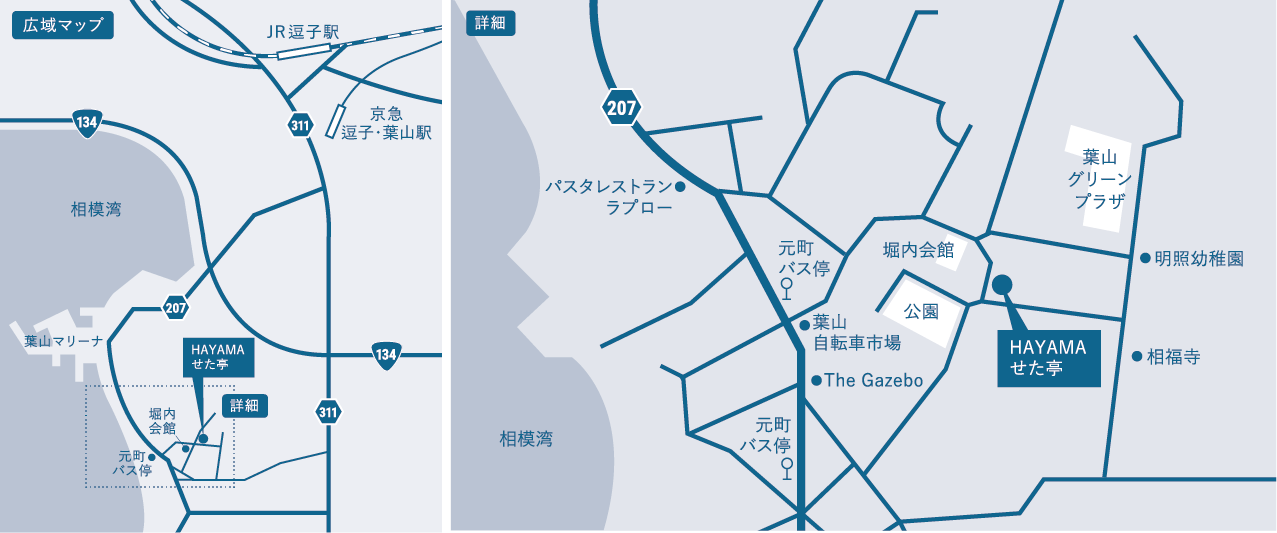 広域マップ
JR逗子駅
134
311
京急
逗子・葉山駅
相模湾
207
葉山マリーナ
HAYAMA
せた亭
134
詳細
堀内
会館
311
元町
バス停
詳細
207
パスタレストラン
ラプロー
葉山
グリーン
プラザ
元町
バス停
堀内会館
明照幼稚園
公園
葉山
自転車市場
HAYAMA
せた亭
相福寺
The Gazebo
元町
バス停
相模湾